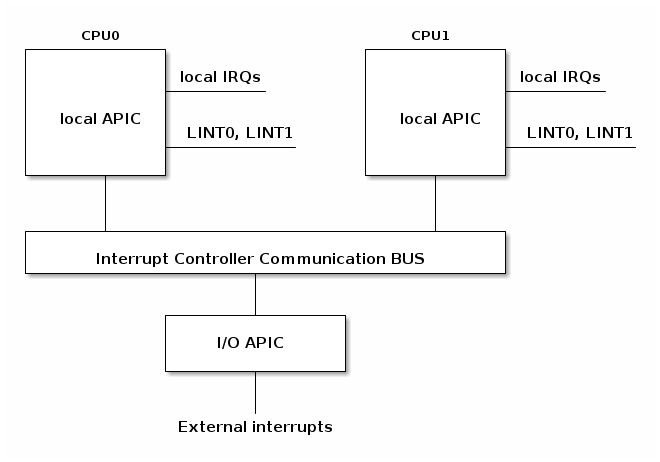 CPU0
CPU1
local IRQs
local IRQs
local APIC
local APIC
LINT0, LINT1
LINT0, LINT1
Interrupt Controller Communication BUS
I/O APIC
External interrupts